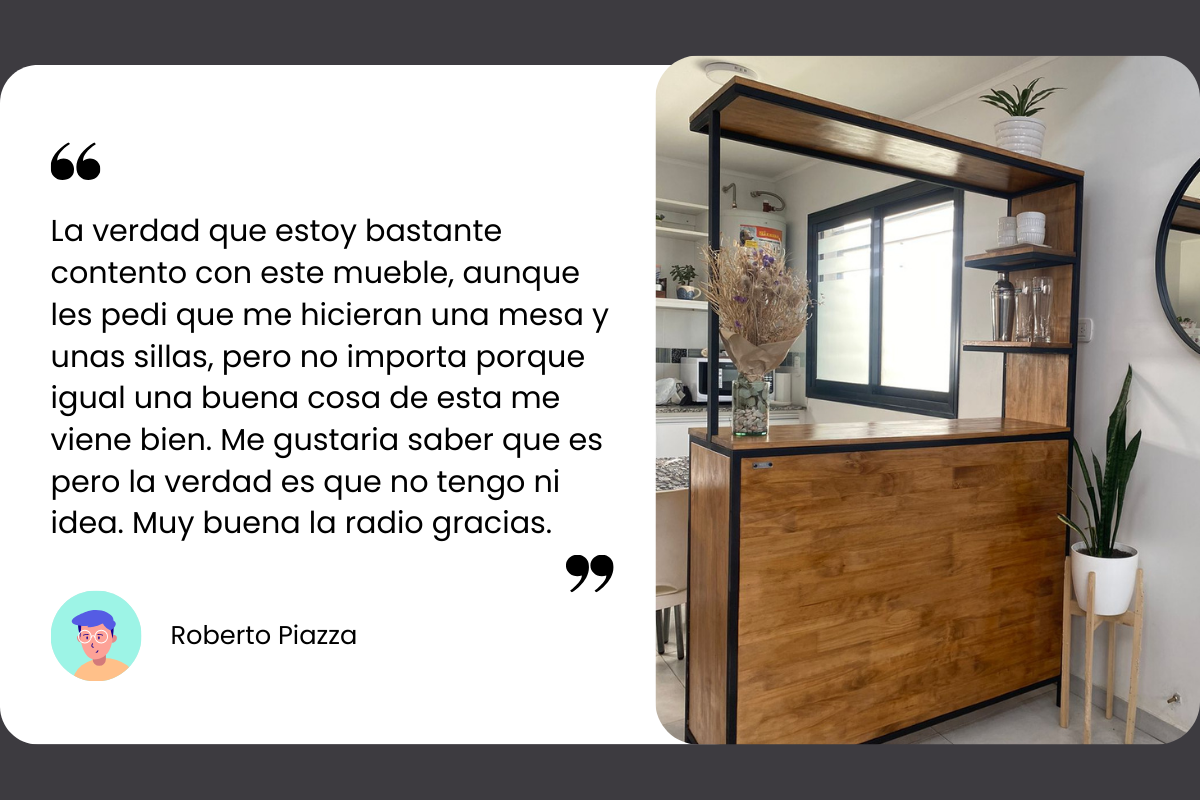 “
La verdad que estoy bastante
contento con este mueble, aunque
les pedi que me hicieran una mesa y
unas sillas, pero no importa porque
igual una buena cosa de esta me
viene bien. Me gustaria saber que es
pero la verdad es que no tengo ni
idea. Muy buena la radio gracias.
”
Roberto Piazza